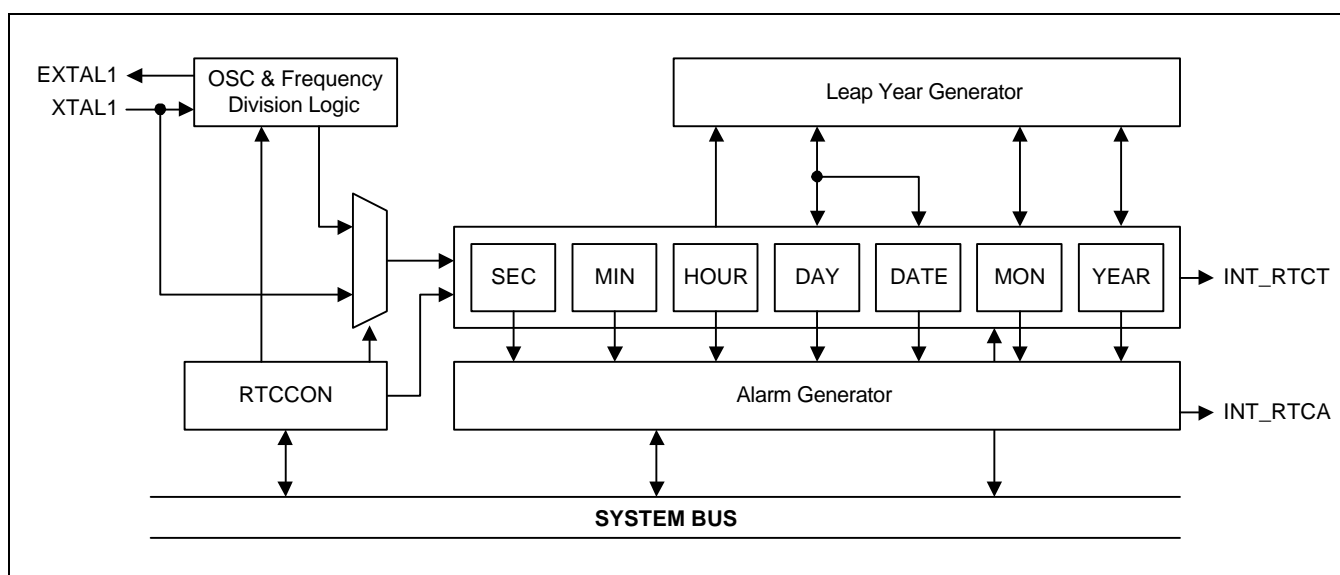 EXTAL1
XTAL1
OSC & Frequency
Division Logic
Leap Year Generator
SEC
MIN
HOUR
DAY
DATE
MON
YEAR
INT_RTCT
RTCCON
Alarm Generator
INT_RTCA
SYSTEM BUS